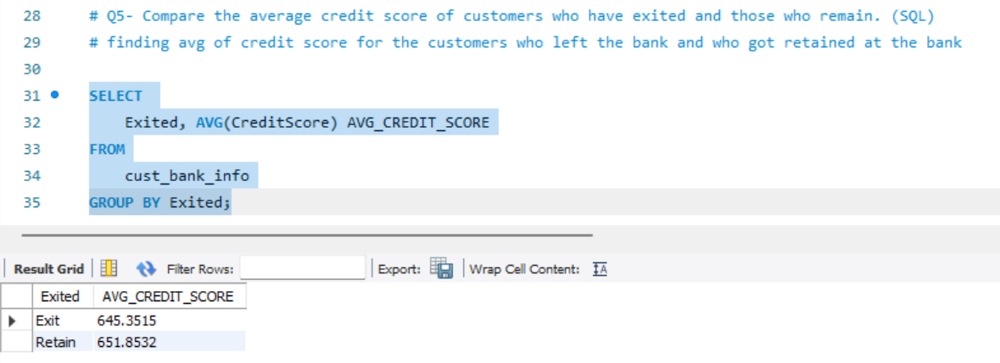 28 # Q5- Compare the average credit score of customers who have exited and those who remain. (SQL)
29 # finding avg of credit score for the customers who left the bank and who got retained at the bank
30
31 SELECT
32 Exited, AVG(CreditScore) AVG_CREDIT_SCORE
33 FROM
34 cust_bank_info
35 GROUP BY Exited;
Result Grid Filter Rows: Export: Wrap Cell Content: IA
Exited AVG_CREDIT_SCORE
Exit 645.3515
Retain 651.8532